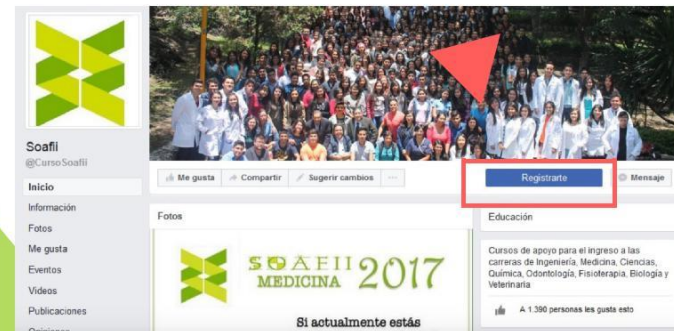 Soafii
@CursoSoafii
Inicio
Información
Fotos
Me gusta
Eventos
Videos
Publicaciones
Opiniones
Me gusta
Compartir
Sugerir cambios
Registrarte
Mensaje
Fotos
SOAFII 2017
MEDICINA
Si actualmente estás
Educación
Cursos de apoyo para el ingreso a las
carreras de Ingeniería, Medicina, Ciencias,
Química, Odontología, Fisioterapia, Biología y
Veterinaria
A 1.390 personas les gusta esto